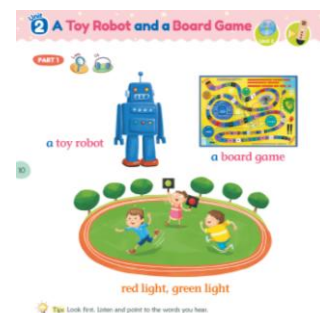 Unit
2 A Toy Robot and a Board Game
PART 1
a toy robot
a board game
10
red light, green light
Tip Look first. Listen and point to the words you hear.